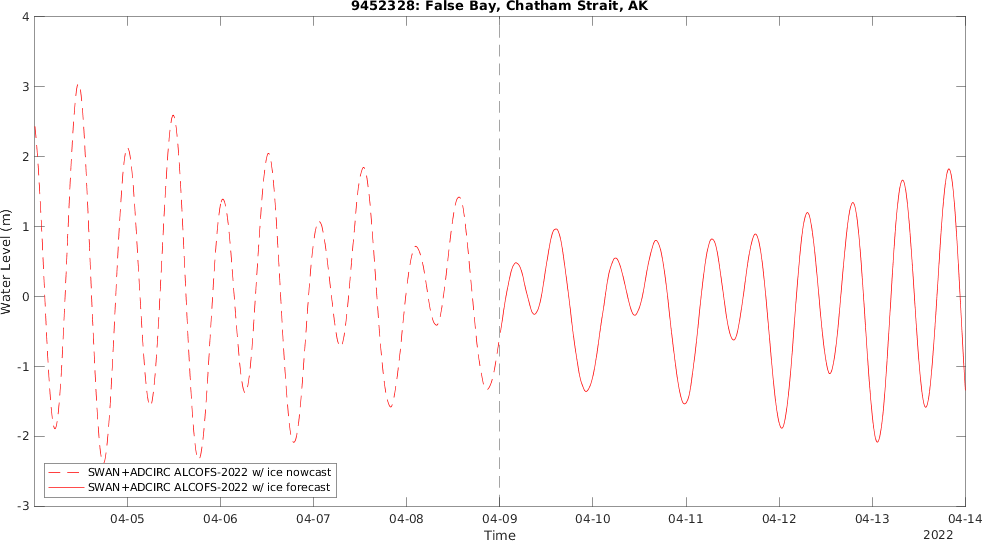 9452328: False Bay, Chatham Strait, AK
4
3
2
1
0
-1
-2
-3
Water Level (m)
SWAN+ADCIRC ALCOFS-2022 w/ ice nowcast
SWAN+ADCIRC ALCOFS-2022 w/ ice forecast
04-05 04-06 04-07 04-08 04-09 04-10 04-11 04-12 04-13 04-14
Time
2022